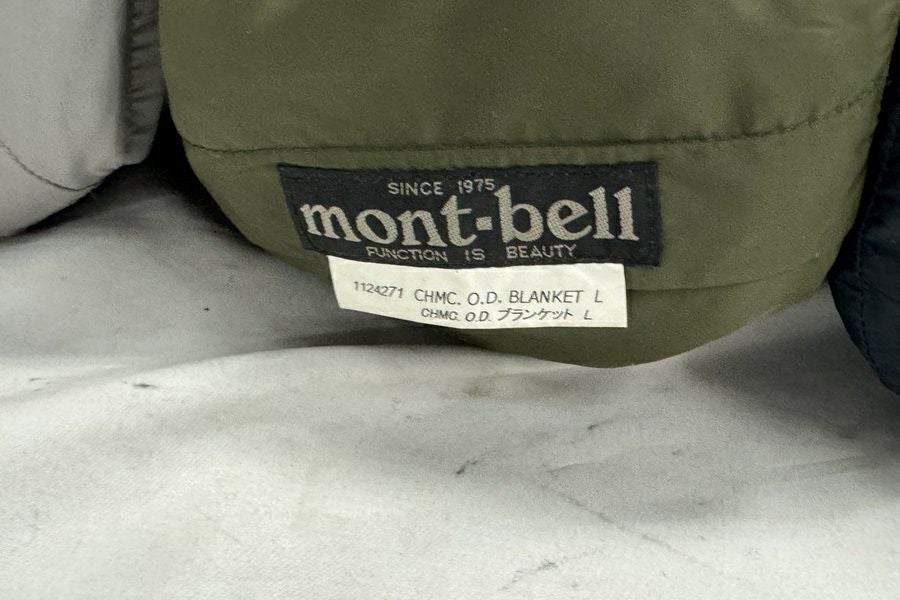 SINCE 1975
mont-bell
FUNCTION IS BEAUTY
1124271 CHMC. O.D. BLANKET L
CHMC. O.D. ブランケット L